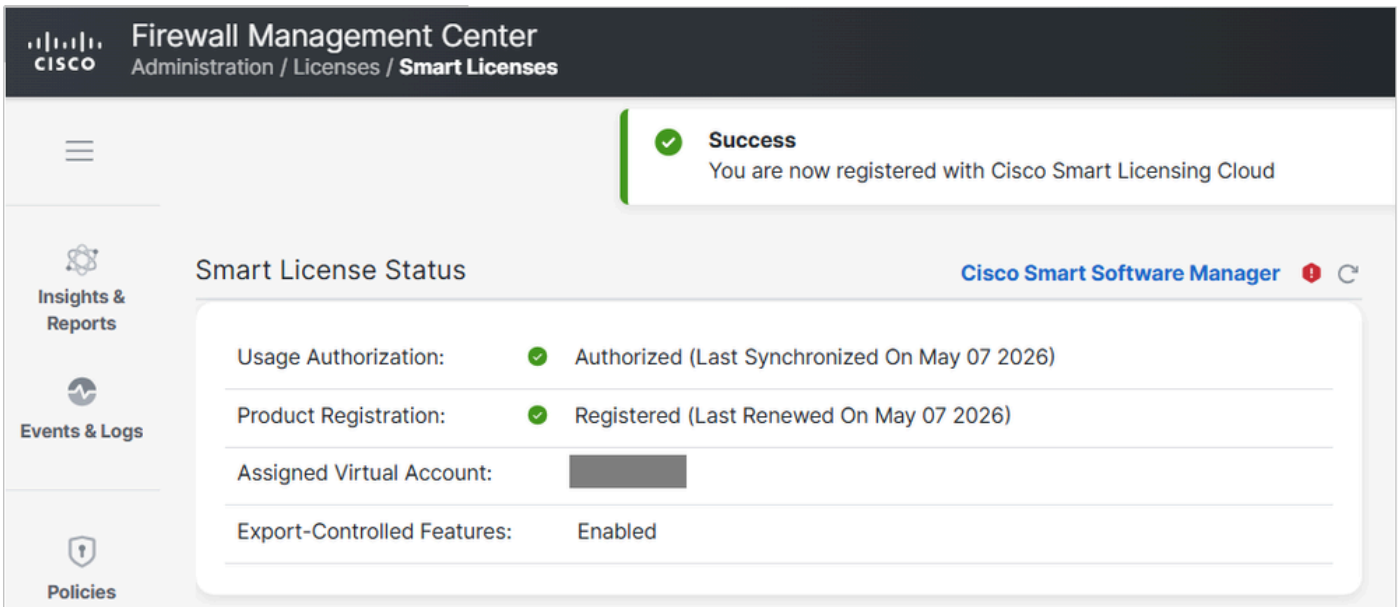 CISCO
Firewall Management Center
Administration / Licenses / Smart Licenses
Success
You are now registered with Cisco Smart Licensing Cloud
Insights &
Reports
Events & Logs
Policies
Smart License Status
Cisco Smart Software Manager
Usage Authorization: Authorized (Last Synchronized On May 07 2026)
Product Registration: Registered (Last Renewed On May 07 2026)
Assigned Virtual Account:
Export-Controlled Features: Enabled